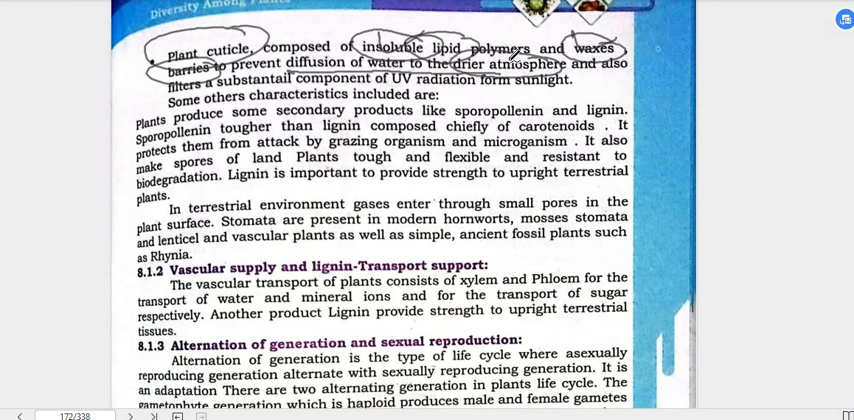 Diversity Among Plants
Plant cuticle, composed of insoluble lipid polymers and waxes
barries to prevent diffusion of water to the drier atmosphere and also
filters a substantail component of UV radiation form sunlight.
Some others characteristics included are:
Plants produce some secondary products like sporopollenin and lignin.
Sporopollenin tougher than lignin composed chiefly of carotenoids . It
protects them from attack by grazing organism and microganism . It also
make spores of land Plants tough and flexible and resistant to
biodegradation. Lignin is important to provide strength to upright terrestrial
plants.
In terrestrial environment gases enter through small pores in the
plant surface. Stomata are present in modern hornworts, mosses stomata
and lenticel and vascular plants as well as simple, ancient fossil plants such
as Rhynia.
8.1.2 Vascular supply and lignin-Transport support:
The vascular transport of plants consists of xylem and Phloem for the
transport of water and mineral ions and for the transport of sugar
respectively. Another product Lignin provide strength to upright terrestrial
tissues.
8.1.3 Alternation of generation and sexual reproduction:
Alternation of generation is the type of life cycle where asexually
reproducing generation alternate with sexually reproducing generation. It is
an adaptation There are two alternating generation in plants life cycle. The
gametophyte generation which is haploid produces male and female gametes
172/338